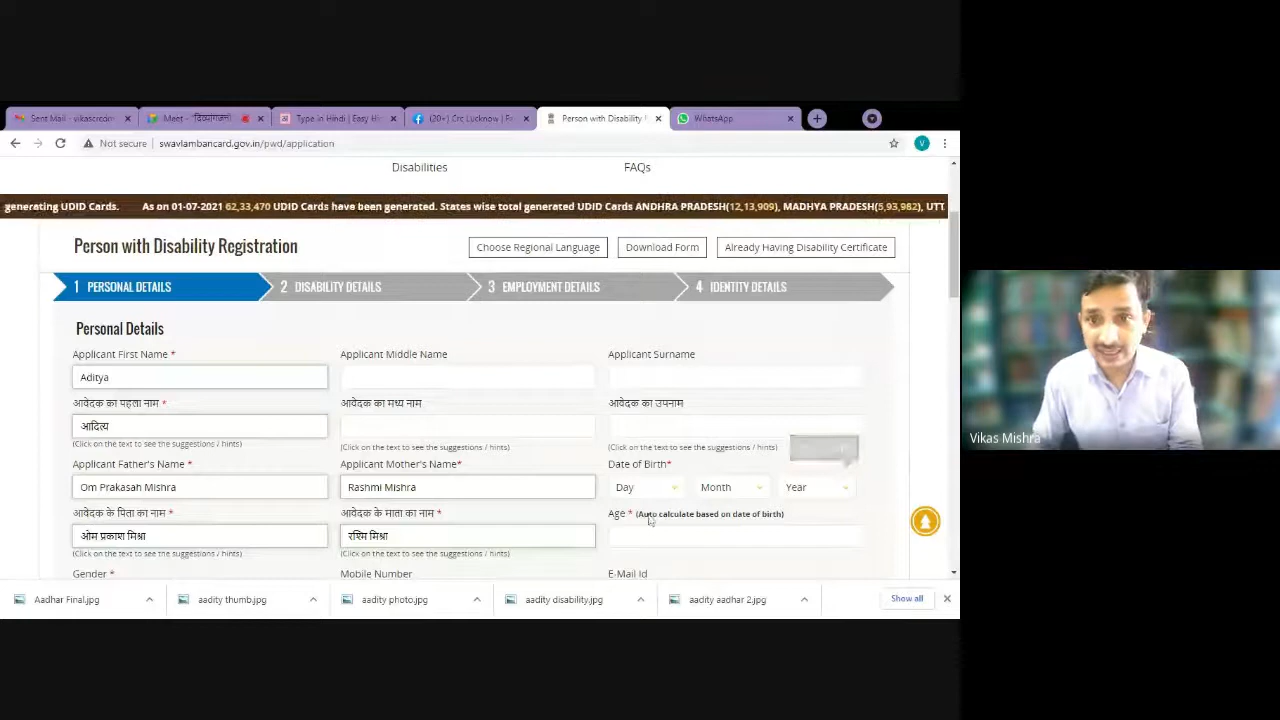 Sent Mail - vikascredm
Meet - "दिव्यांगजनों
Type in Hindi | Easy Hi
(20+) Crc Lucknow | Fa
Person with Disability R
WhatsApp
Not secure | swavlambancard.gov.in/pwd/application
V
Disabilities
FAQs
generating UDID Cards. As on 01-07-2021 62,33,470 UDID Cards have been generated. States wise total generated UDID Cards ANDHRA PRADESH(12,13,909), MADHYA PRADESH(5,93,982), UTT
Person with Disability Registration
Choose Regional Language
Download Form
Already Having Disability Certificate
1 PERSONAL DETAILS
2 DISABILITY DETAILS
3 EMPLOYMENT DETAILS
4 IDENTITY DETAILS
Personal Details
Applicant First Name *
Applicant Middle Name
Applicant Surname
Aditya
आवेदक का पहला नाम *
आवेदक का मध्य नाम
आवेदक का उपनाम
आदित्य
(Click on the text to see the suggestions / hints)
(Click on the text to see the suggestions / hints)
(Click on the text to see the suggestions / hints)
Applicant Father's Name *
Applicant Mother's Name*
Date of Birth*
Om Prakasah Mishra
Rashmi Mishra
Day
Month
Year
आवेदक के पिता का नाम *
आवेदक के माता का नाम *
Age * (Auto calculate based on date of birth)
ओम प्रकाश मिश्रा
रश्मि मिश्रा
(Click on the text to see the suggestions / hints)
(Click on the text to see the suggestions / hints)
Gender *
Mobile Number
E-Mail Id
Aadhar Final.jpg
aadity thumb.jpg
aadity photo.jpg
aadity disability.jpg
aadity aadhar 2.jpg
Show all
Vikas Mishra